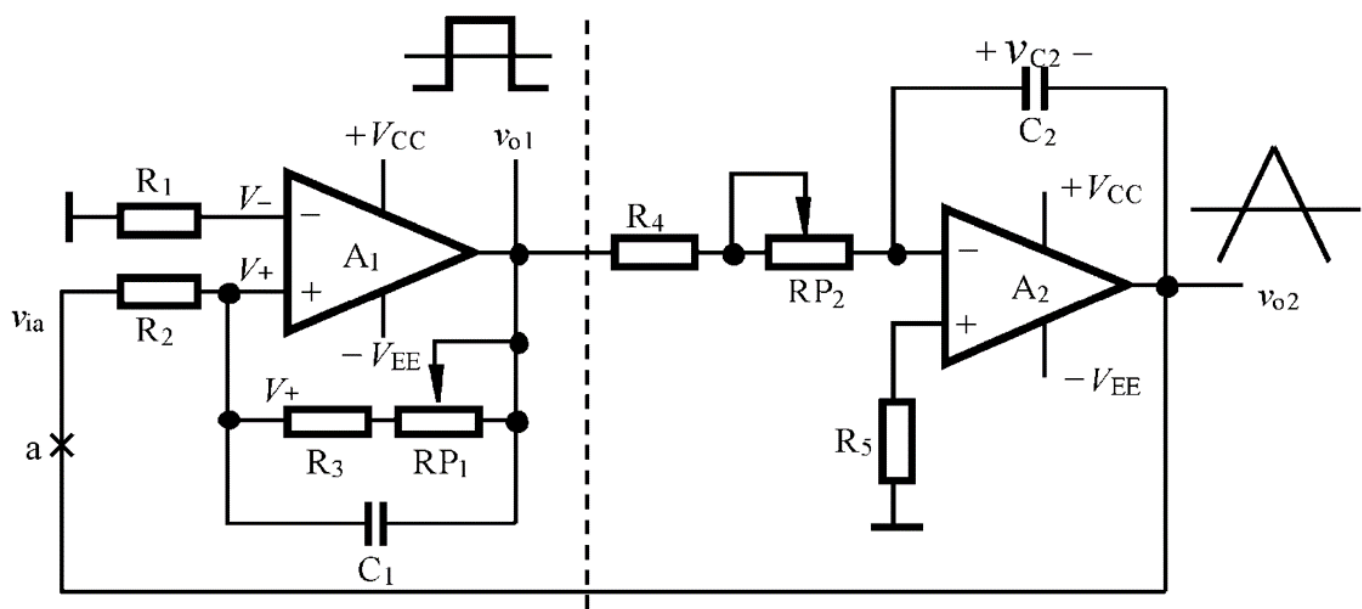 + v_C2 −
C₂
+V_CC
v_o1
R₁
V₋
−
A₁
+
R₂
V₊
v_ia
−V_EE
V₊
R₃
RP₁
C₁
a
R₄
RP₂
+V_CC
−
A₂
+
−V_EE
v_o2
R₅